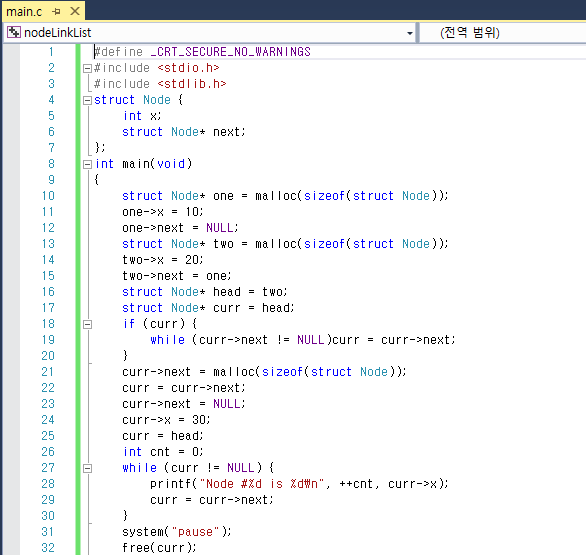 main.c
nodeLinkList (전역 범위)
1 #define _CRT_SECURE_NO_WARNINGS
2 #include <stdio.h>
3 #include <stdlib.h>
4 struct Node {
5 int x;
6 struct Node* next;
7 };
8 int main(void)
9 {
10 struct Node* one = malloc(sizeof(struct Node));
11 one->x = 10;
12 one->next = NULL;
13 struct Node* two = malloc(sizeof(struct Node));
14 two->x = 20;
15 two->next = one;
16 struct Node* head = two;
17 struct Node* curr = head;
18 if (curr) {
19 while (curr->next != NULL)curr = curr->next;
20 }
21 curr->next = malloc(sizeof(struct Node));
22 curr = curr->next;
23 curr->next = NULL;
24 curr->x = 30;
25 curr = head;
26 int cnt = 0;
27 while (curr != NULL) {
28 printf("Node #%d is %d₩n", ++cnt, curr->x);
29 curr = curr->next;
30 }
31 system("pause");
32 free(curr);